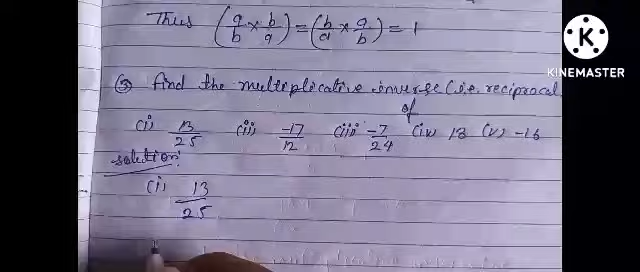 Thus (a/b × b/a) = (b/a × a/b) = 1
KINEMASTER
③ find the multiplicative inverse (i.e. reciprocal
of
(i) 13/25 (ii) -17/12 (iii) -7/24 (iv) 18 (v) -16
solution:
(i) 13/25